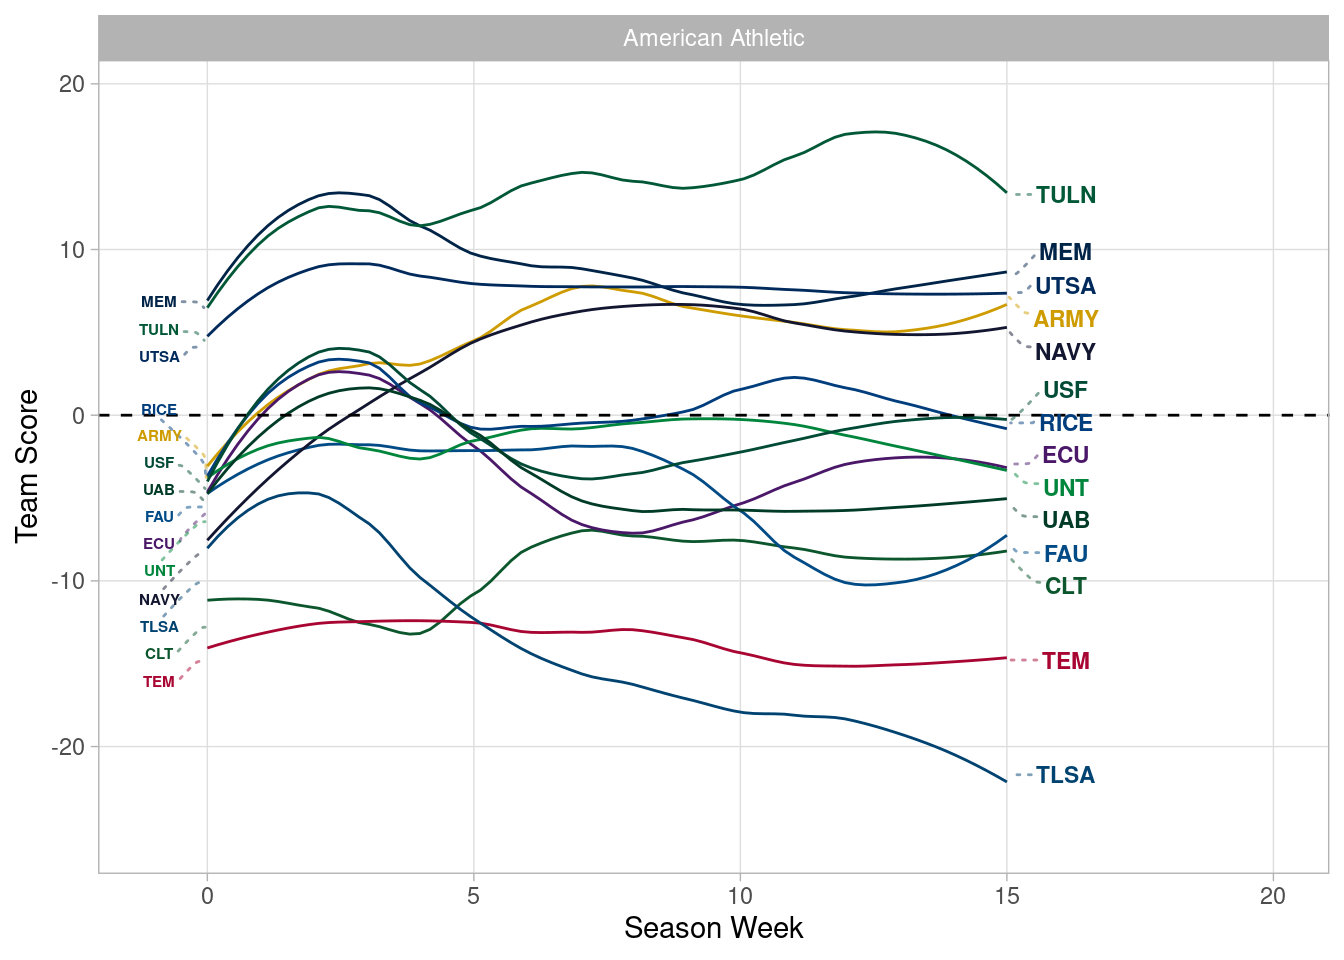 American Athletic
Team Score
20
10
0
-10
-20
MEM
TULN
UTSA
RICE
ARMY
USF
UAB
FAU
ECU
UNT
NAVY
TLSA
CLT
TEM
TULN
MEM
UTSA
ARMY
NAVY
USF
RICE
ECU
UNT
UAB
FAU
CLT
TEM
TLSA
0 5 10 15 20
Season Week